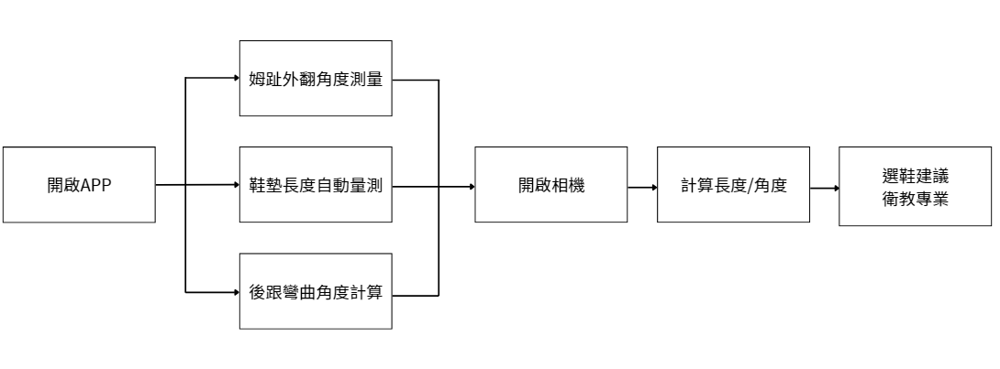 開啟APP
姆趾外翻角度測量
鞋墊長度自動量測
後跟彎曲角度計算
開啟相機
計算長度/角度
選鞋建議
衛教專業